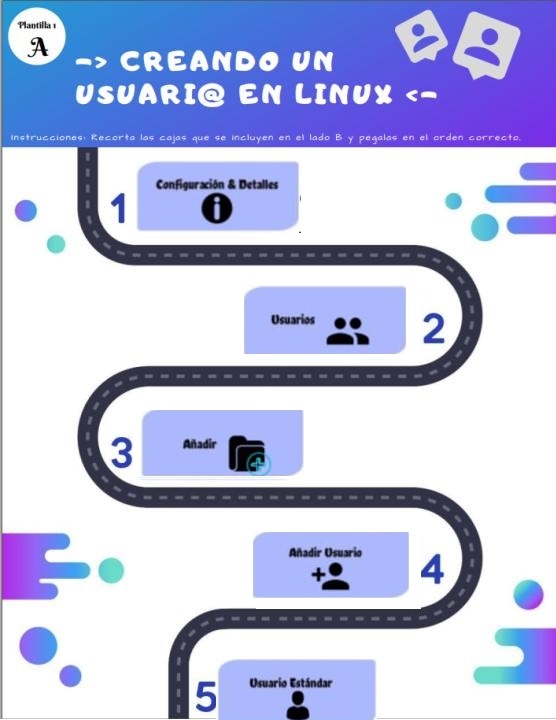 Plantilla 1
A
-> CREANDO UN
USUARI@ EN LINUX <-
Instrucciones: Recorta las cajas que se incluyen en el lado B y pegalas en el orden correcto.
1
Configuración & Detalles
Usuarios
2
3
Añadir
Añadir Usuario
4
5
Usuario Estándar